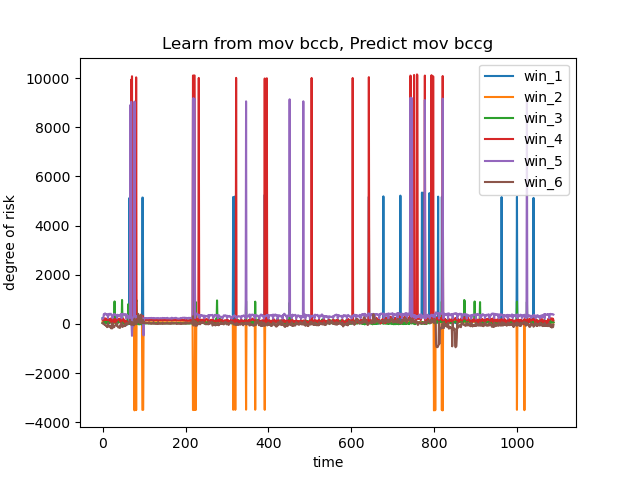 Learn from mov bccb, Predict mov bccg
degree of risk
10000
8000
6000
4000
2000
0
−2000
−4000
0 200 400 600 800 1000
time
win_1
win_2
win_3
win_4
win_5
win_6